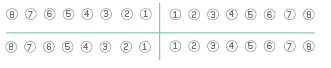 ⑧ ⑦ ⑥ ⑤ ④ ③ ② ① ① ② ③ ④ ⑤ ⑥ ⑦ ⑧
⑧ ⑦ ⑥ ⑤ ④ ③ ② ① ① ② ③ ④ ⑤ ⑥ ⑦ ⑧